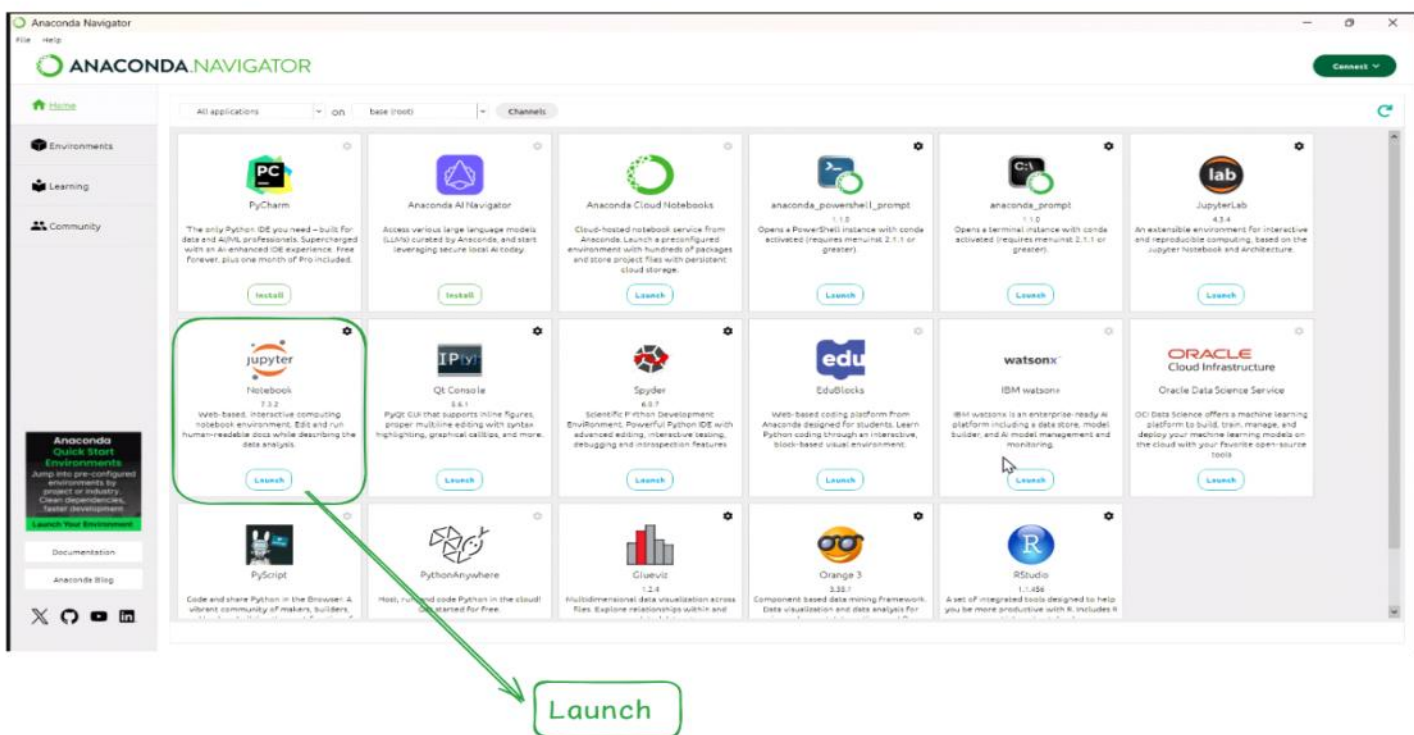 Anaconda Navigator
File Help
ANACONDA.NAVIGATOR
Connect
Home
Environments
Learning
Community
All applications on base (root) Channels
PC
PyCharm
The only Python IDE you need – built for
data and AI/ML professionals. Supercharged
with an AI-enhanced IDE experience. Free
forever, plus one month of Pro included.
Install
Anaconda AI Navigator
Access various large language models
(LLMs) curated by Anaconda, and start
leveraging secure local AI today.
Install
Anaconda Cloud Notebooks
Cloud-hosted notebook service from
Anaconda. Launch a preconfigured
environment with hundreds of packages
and store project files with persistent
cloud storage.
Launch
anaconda_powershell_prompt
1.1.0
Opens a PowerShell instance with conda
activated (requires menuinst 2.1.1 or
greater).
Launch
C:\
anaconda_prompt
1.1.0
Opens a terminal instance with conda
activated (requires menuinst 2.1.1 or
greater).
Launch
lab
JupyterLab
4.3.4
An extensible environment for interactive
and reproducible computing, based on the
Jupyter Notebook and Architecture.
Launch
jupyter
Notebook
7.3.2
Web-based, interactive computing
notebook environment. Edit and run
human-readable docs while describing the
data analysis.
Launch
IP[y]:
Qt Console
5.6.1
PyQt GUI that supports inline figures,
proper multiline editing with syntax
highlighting, graphical calltips, and more.
Launch
Spyder
6.0.7
Scientific Python Development
EnviRonment. Powerful Python IDE with
advanced editing, interactive testing,
debugging and introspection features
Launch
edu
EduBlocks
Web-based coding platform from
Anaconda designed for students. Learn
Python coding through an interactive,
block-based visual environment.
Launch
watsonx
IBM watsonx
IBM watsonx is an enterprise-ready AI
platform including a data store, model
builder, and AI model management and
monitoring.
Launch
ORACLE
Cloud Infrastructure
Oracle Data Science Service
OCI Data Science offers a machine learning
platform to build, train, manage, and
deploy your machine learning models on
the cloud with your favorite open-source
tools
Launch
PyScript
Code and share Python in the Browser. A
vibrant community of makers, builders,
PythonAnywhere
Host, run, and code Python in the cloud!
Get started for Free.
Glueviz
1.2.4
Multidimensional data visualization across
files. Explore relationships within and
Orange 3
Component based data mining framework.
Data visualization and data analysis for
R
RStudio
1.1.456
A set of integrated tools designed to help
you be more productive with R. Includes R
Anaconda
Quick Start
Environments
Jump into pre-configured
environments by
project or industry.
Clean dependencies,
faster development.
Launch Your Environment
Documentation
Anaconda Blog
X
in
Launch